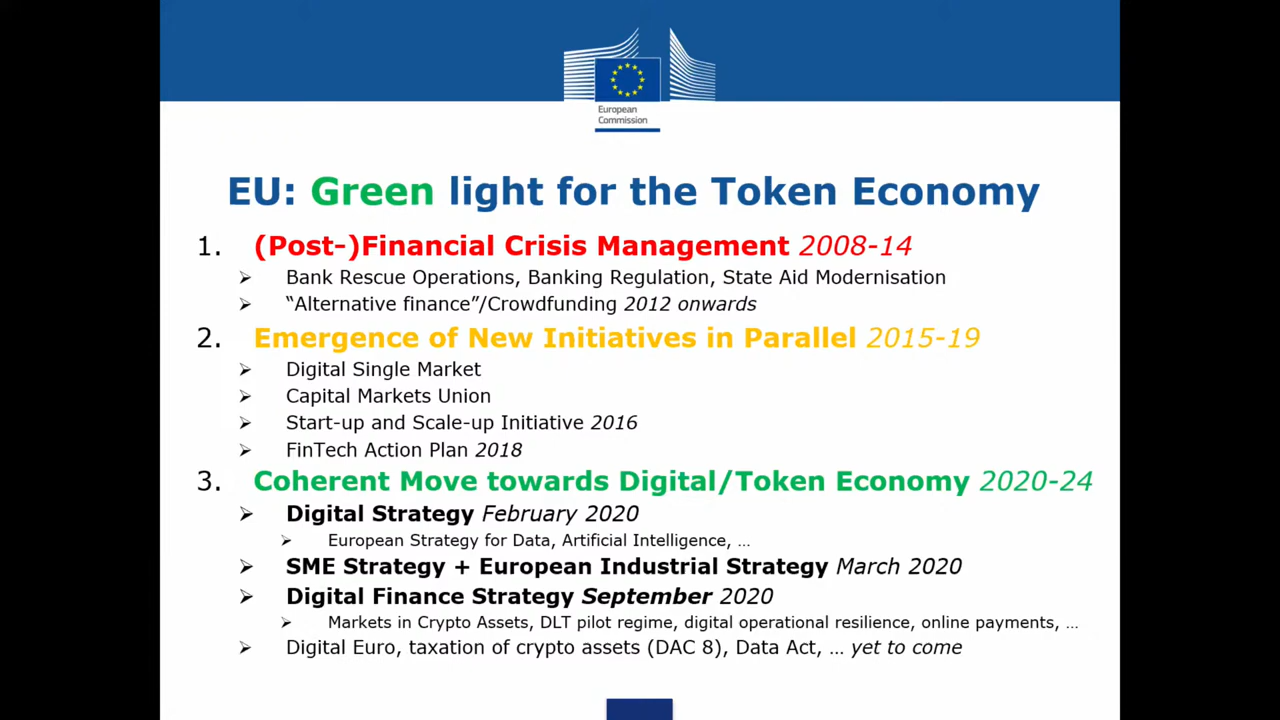 European
Commission
EU: Green light for the Token Economy
1. (Post-)Financial Crisis Management 2008-14
➢ Bank Rescue Operations, Banking Regulation, State Aid Modernisation
➢ “Alternative finance”/Crowdfunding 2012 onwards
2. Emergence of New Initiatives in Parallel 2015-19
➢ Digital Single Market
➢ Capital Markets Union
➢ Start-up and Scale-up Initiative 2016
➢ FinTech Action Plan 2018
3. Coherent Move towards Digital/Token Economy 2020-24
➢ Digital Strategy February 2020
➢ European Strategy for Data, Artificial Intelligence, …
➢ SME Strategy + European Industrial Strategy March 2020
➢ Digital Finance Strategy September 2020
➢ Markets in Crypto Assets, DLT pilot regime, digital operational resilience, online payments, …
➢ Digital Euro, taxation of crypto assets (DAC 8), Data Act, … yet to come